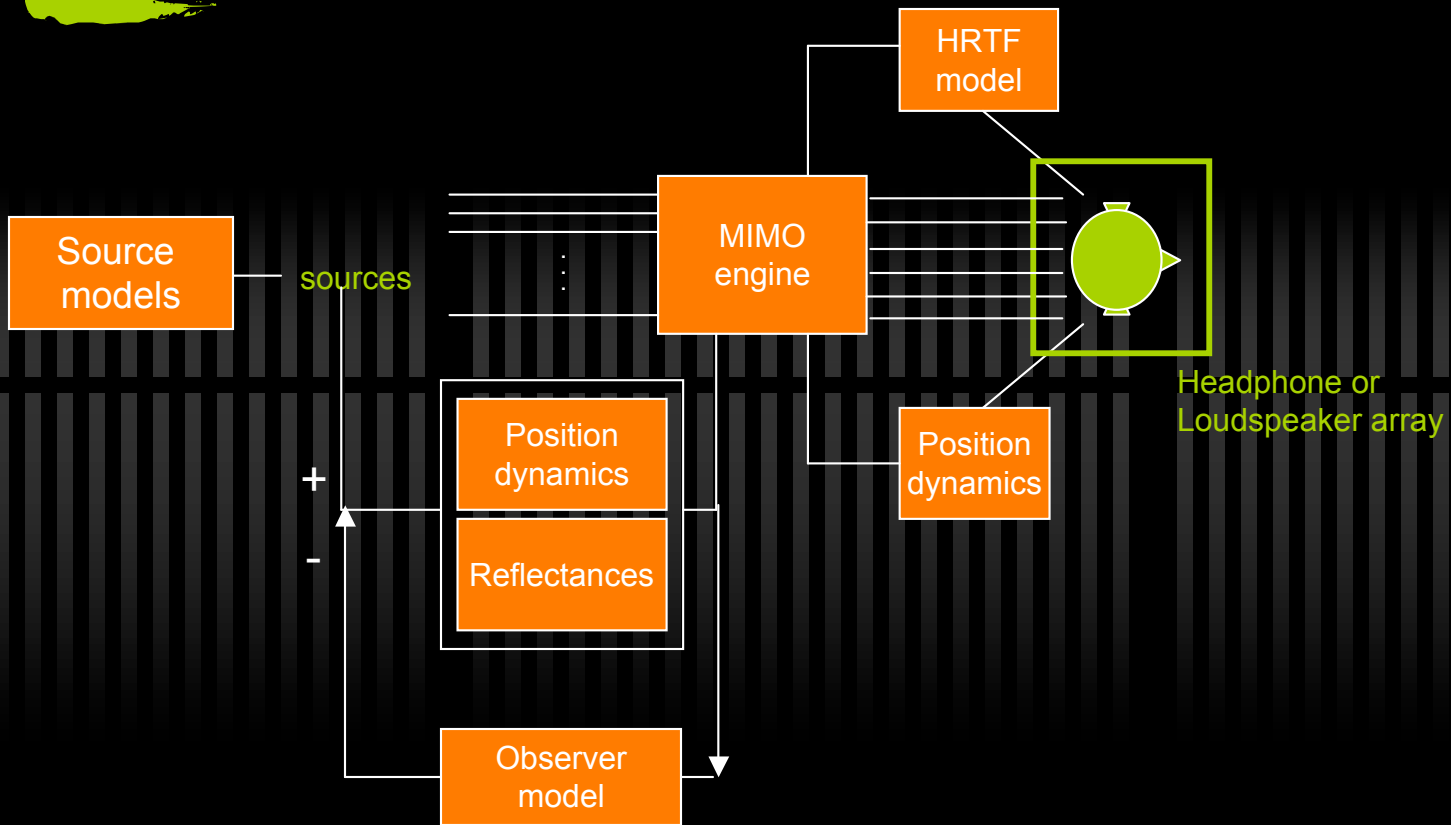 HRTF
model
Source
models
sources
MIMO
engine
Headphone or
Loudspeaker array
Position
dynamics
Reflectances
+
-
Position
dynamics
Observer
model